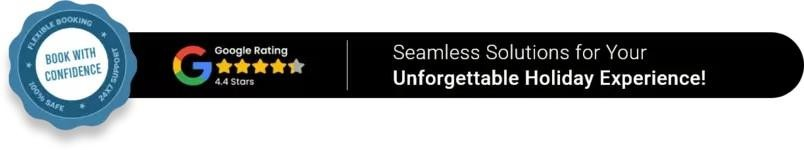 FLEXIBLE BOOKING
BOOK WITH
CONFIDENCE
100% SAFE
24X7 SUPPORT
Google Rating
4.4 Stars
Seamless Solutions for Your
Unforgettable Holiday Experience!